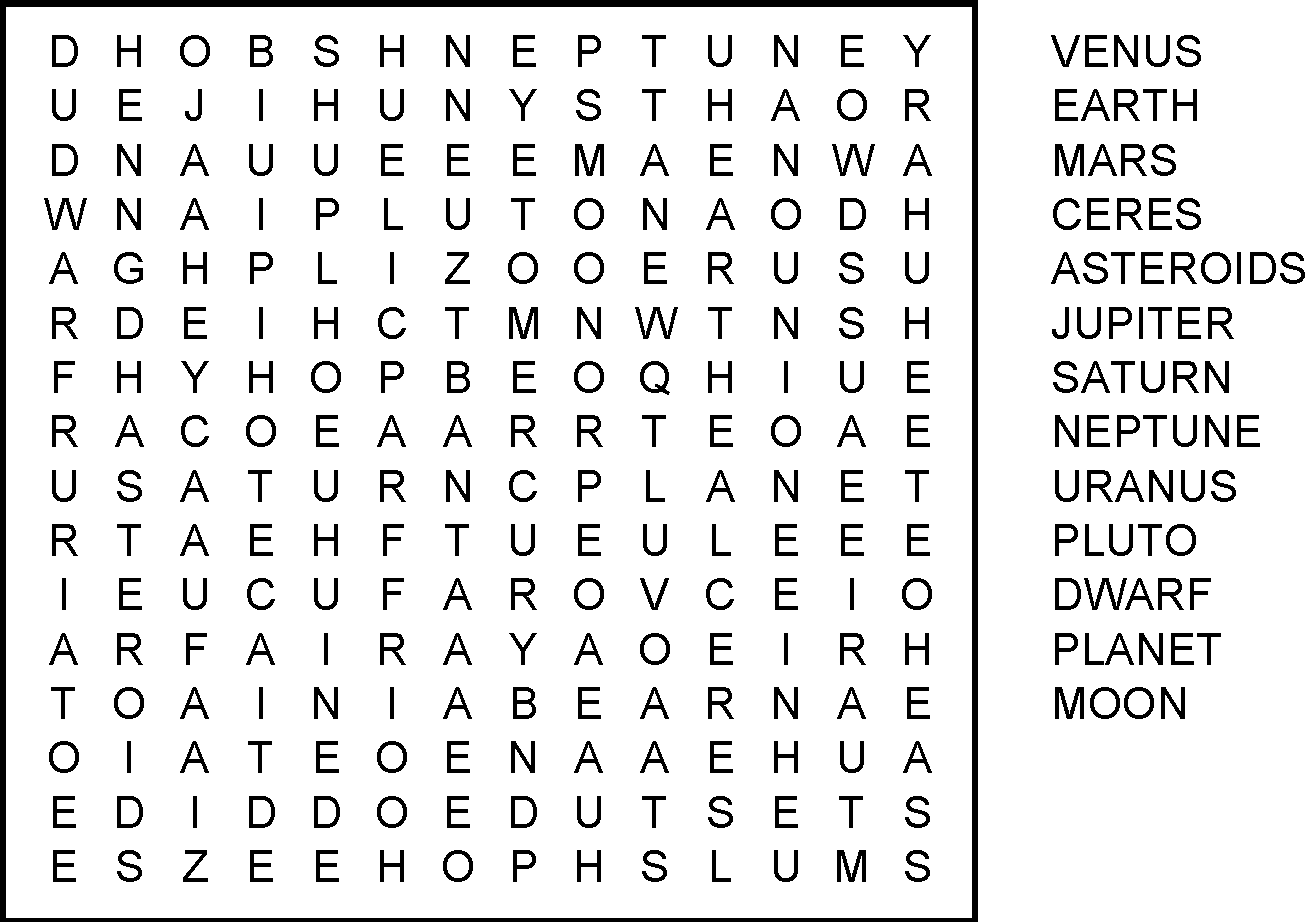 D H O B S H N E P T U N E Y
U E J I H U N Y S T H A O R
D N A U U E E E M A E N W A
W N A I P L U T O N A O D H
A G H P L I Z O O E R U S U
R D E I H C T M N W T N S H
F H Y H O P B E O Q H I U E
R A C O E A A R R T E O A E
U S A T U R N C P L A N E T
R T A E H F T U E U L E E E
I E U C U F A R O V C E I O
A R F A I R A Y A O E I R H
T O A I N I A B E A R N A E
O I A T E O E N A A E H U A
E D I D D O E D U T S E T S
E S Z E E H O P H S L U M S
VENUS
EARTH
MARS
CERES
ASTEROIDS
JUPITER
SATURN
NEPTUNE
URANUS
PLUTO
DWARF
PLANET
MOON